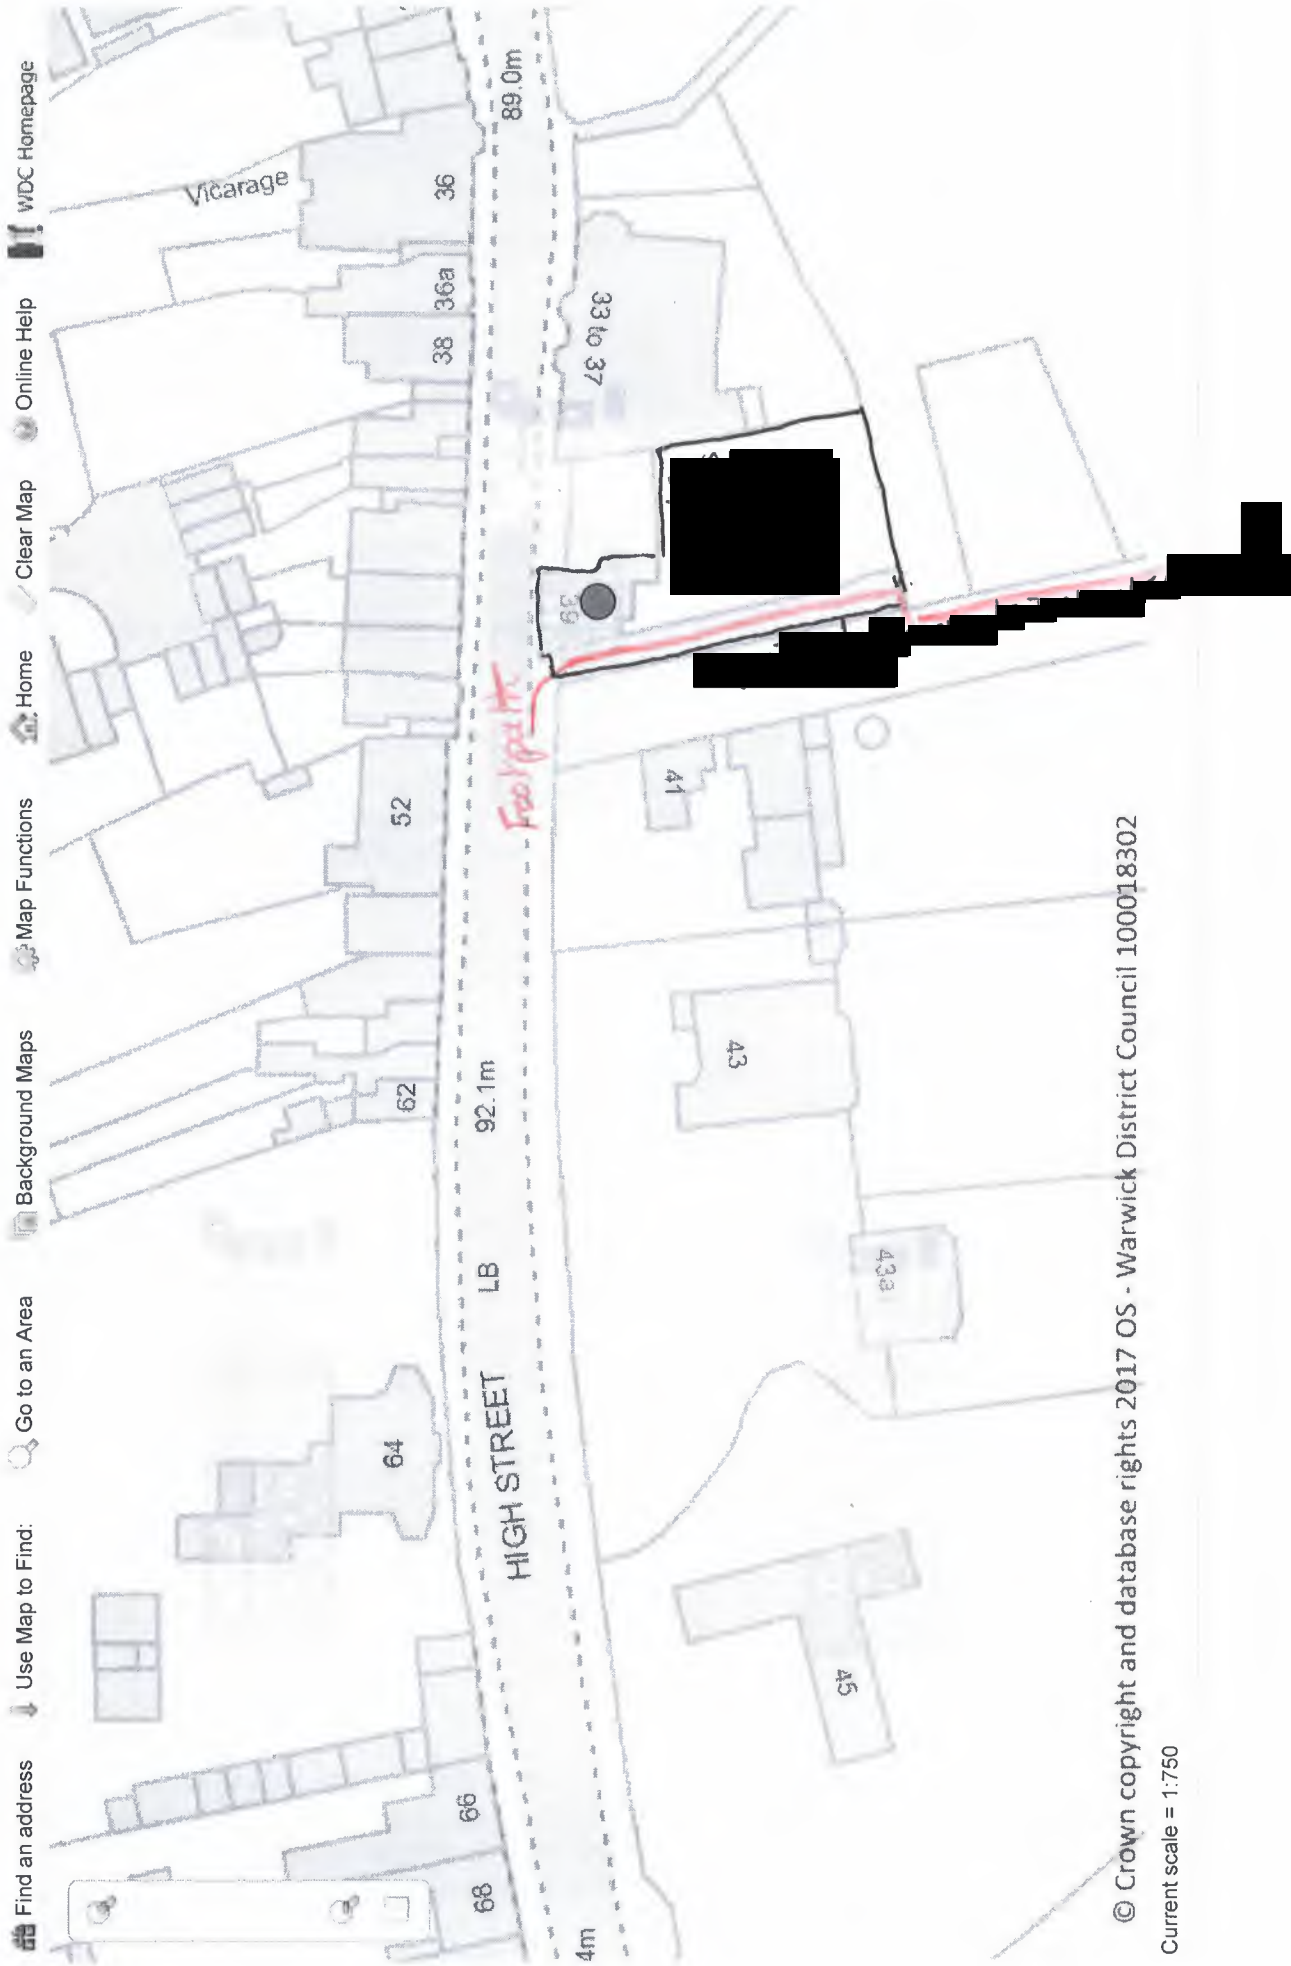 Find an address
Use Map to Find:
Go to an Area
Background Maps
Map Functions
Home
Clear Map
Online Help
WDC Homepage
Vicarage
36
36a
38
52
62
64
66
68
89.0m
92.1m
LB
HIGH STREET
4m
Footpath
33 to 37
39
41
43
43a
45
© Crown copyright and database rights 2017 OS - Warwick District Council 100018302
Current scale = 1:750